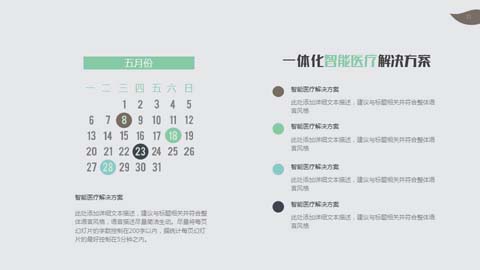 五月份
一 二 三 四 五 六 日
1 2 3 4 5
6 7 8 9 10 11 12
13 14 15 16 17 18 19
20 21 22 23 24 25 26
27 28 29 30 31
智能医疗解决方案
此处添加详细文本描述，建议与标题相关并符合整
体语言风格，语言描述尽量简洁生动。尽量将每页
幻灯片的字数控制在200字以内，据统计每页幻灯
片的最好控制在5分钟之内。
一体化智能医疗解决方案
智能医疗解决方案
此处添加详细文本描述，建议与标题相关并符合整体语
言风格
智能医疗解决方案
此处添加详细文本描述，建议与标题相关并符合整体语
言风格
智能医疗解决方案
此处添加详细文本描述，建议与标题相关并符合整体语
言风格
智能医疗解决方案
此处添加详细文本描述，建议与标题相关并符合整体语
言风格